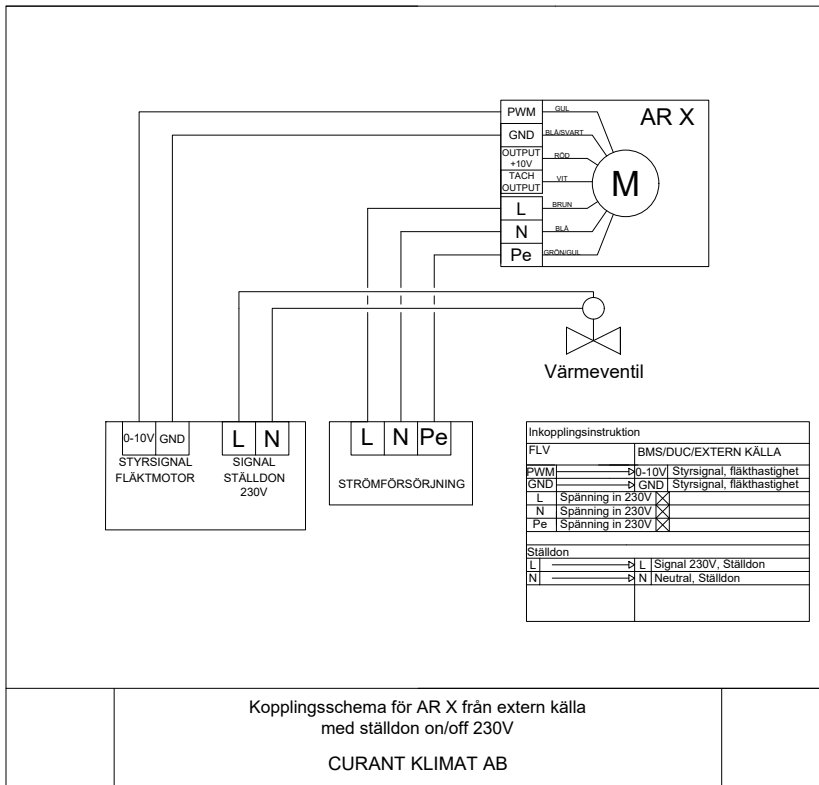 AR X
PWM GUL
GND BLÅ/SVART
OUTPUT
+10V
RÖD
TACH
OUTPUT
VIT
L BRUN
N BLÅ
Pe GRÖN/GUL
M
Värmeventil
0-10V GND
STYRSIGNAL
FLÄKTMOTOR
L N
SIGNAL
STÄLLDON
230V
L N Pe
STRÖMFÖRSÖRJNING
Inkopplingsinstruktion
FLV BMS/DUC/EXTERN KÄLLA
PWM 0-10V Styrsignal, fläkthastighet
GND GND Styrsignal, fläkthastighet
L Spänning in 230V
N Spänning in 230V
Pe Spänning in 230V
Ställdon
L L Signal 230V, Ställdon
N N Neutral, Ställdon
Kopplingsschema för AR X från extern källa
med ställdon on/off 230V
CURANT KLIMAT AB